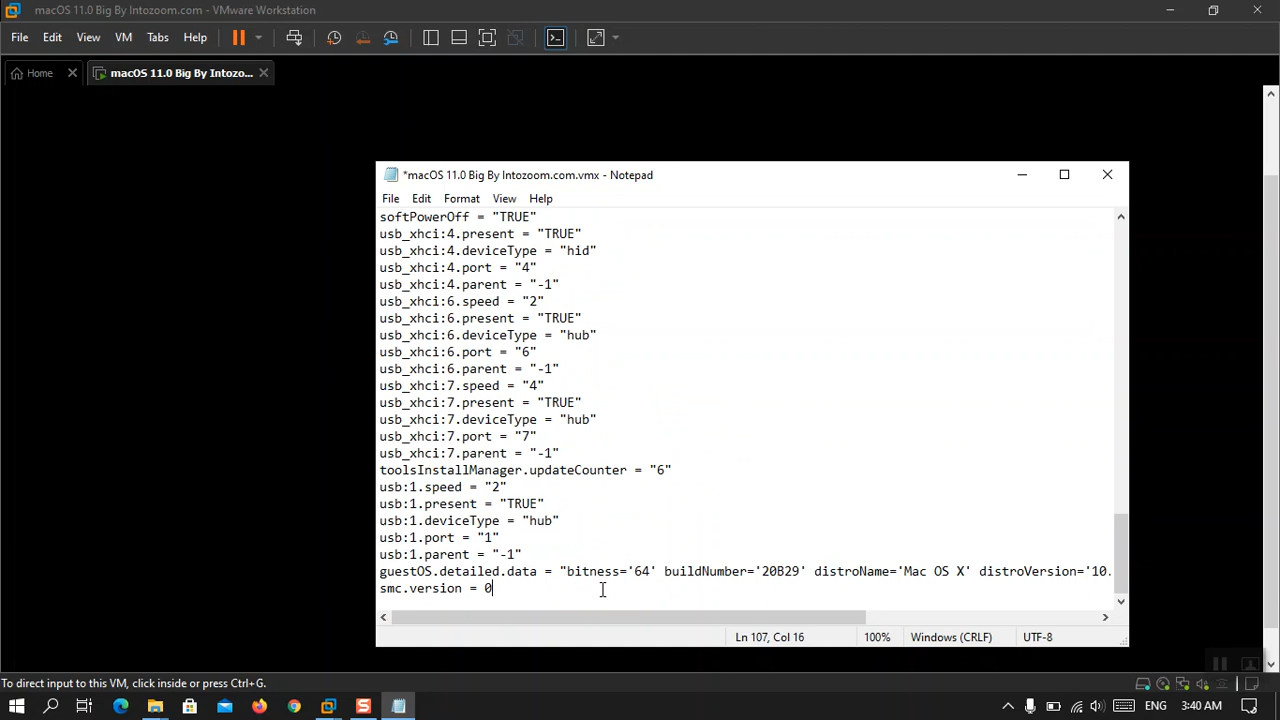 macOS 11.0 Big By Intozoom.com - VMware Workstation
File Edit View VM Tabs Help
Home
macOS 11.0 Big By Intozo...
*macOS 11.0 Big By Intozoom.com.vmx - Notepad
File Edit Format View Help
softPowerOff = "TRUE"
usb_xhci:4.present = "TRUE"
usb_xhci:4.deviceType = "hid"
usb_xhci:4.port = "4"
usb_xhci:4.parent = "-1"
usb_xhci:6.speed = "2"
usb_xhci:6.present = "TRUE"
usb_xhci:6.deviceType = "hub"
usb_xhci:6.port = "6"
usb_xhci:6.parent = "-1"
usb_xhci:7.speed = "4"
usb_xhci:7.present = "TRUE"
usb_xhci:7.deviceType = "hub"
usb_xhci:7.port = "7"
usb_xhci:7.parent = "-1"
toolsInstallManager.updateCounter = "6"
usb:1.speed = "2"
usb:1.present = "TRUE"
usb:1.deviceType = "hub"
usb:1.port = "1"
usb:1.parent = "-1"
guestOS.detailed.data = "bitness='64' buildNumber='20B29' distroName='Mac OS X' distroVersion='10.
smc.version = 0
Ln 107, Col 16 100% Windows (CRLF) UTF-8
To direct input to this VM, click inside or press Ctrl+G.
ENG 3:40 AM